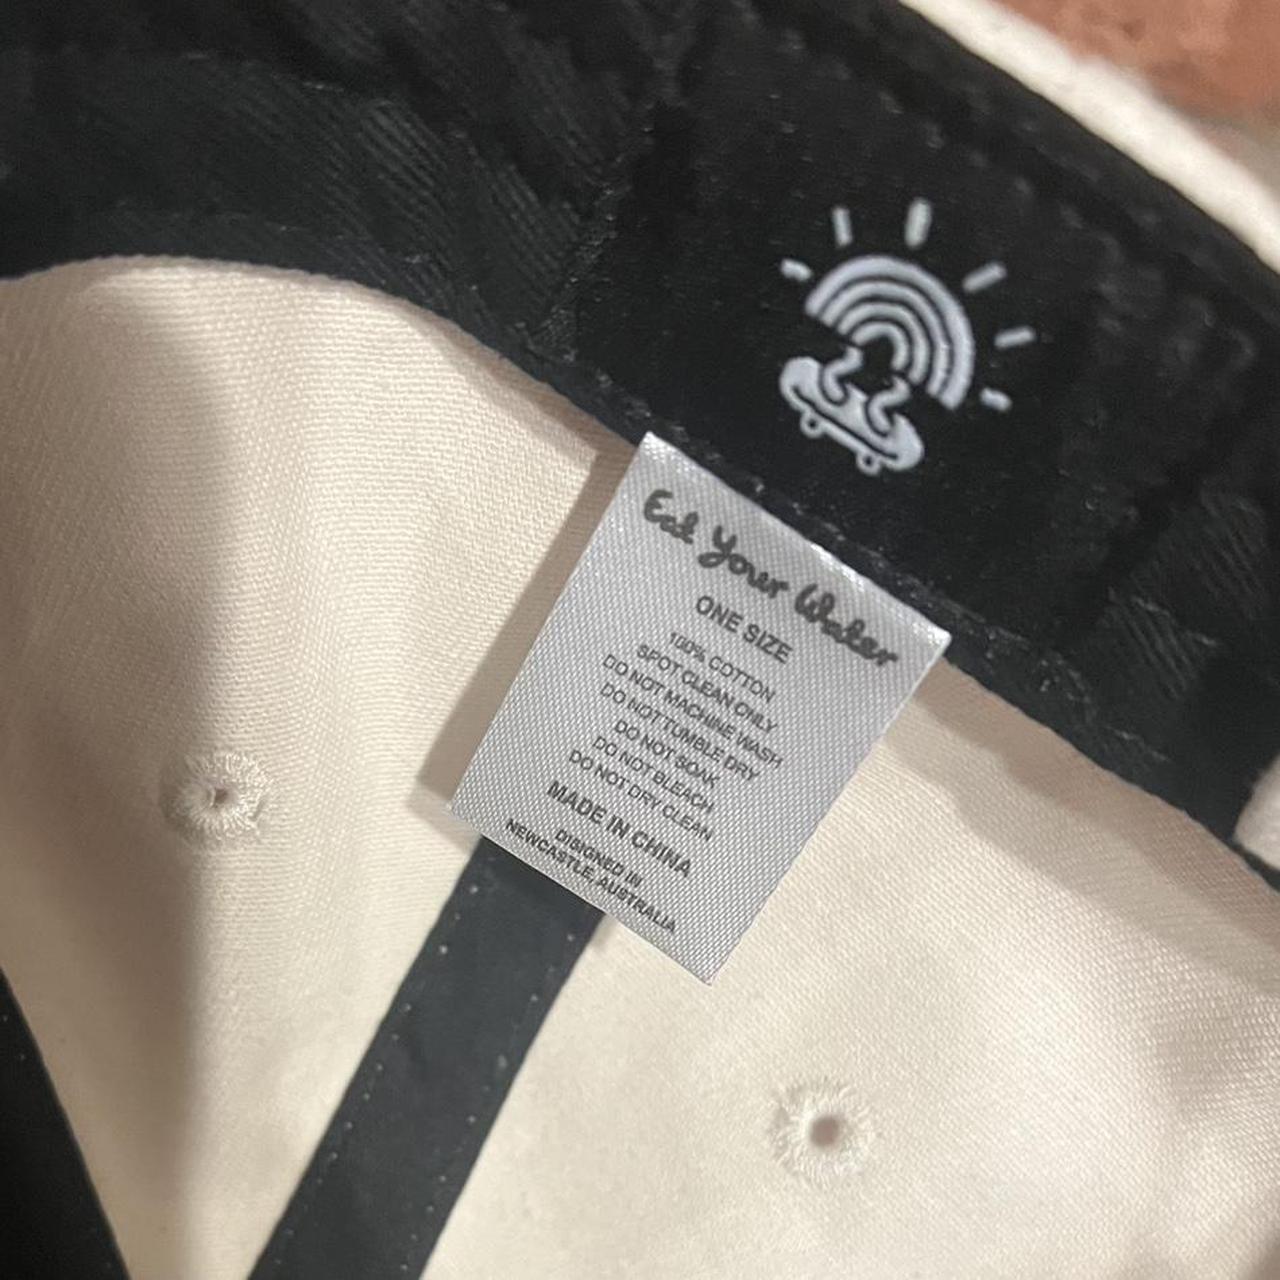 Eat Your Water
ONE SIZE
100% COTTON
SPOT CLEAN ONLY
DO NOT MACHINE WASH
DO NOT TUMBLE DRY
DO NOT SOAK
DO NOT BLEACH
DO NOT DRY CLEAN
MADE IN CHINA
DISIGNED IN
NEWCASTLE, AUSTRALIA